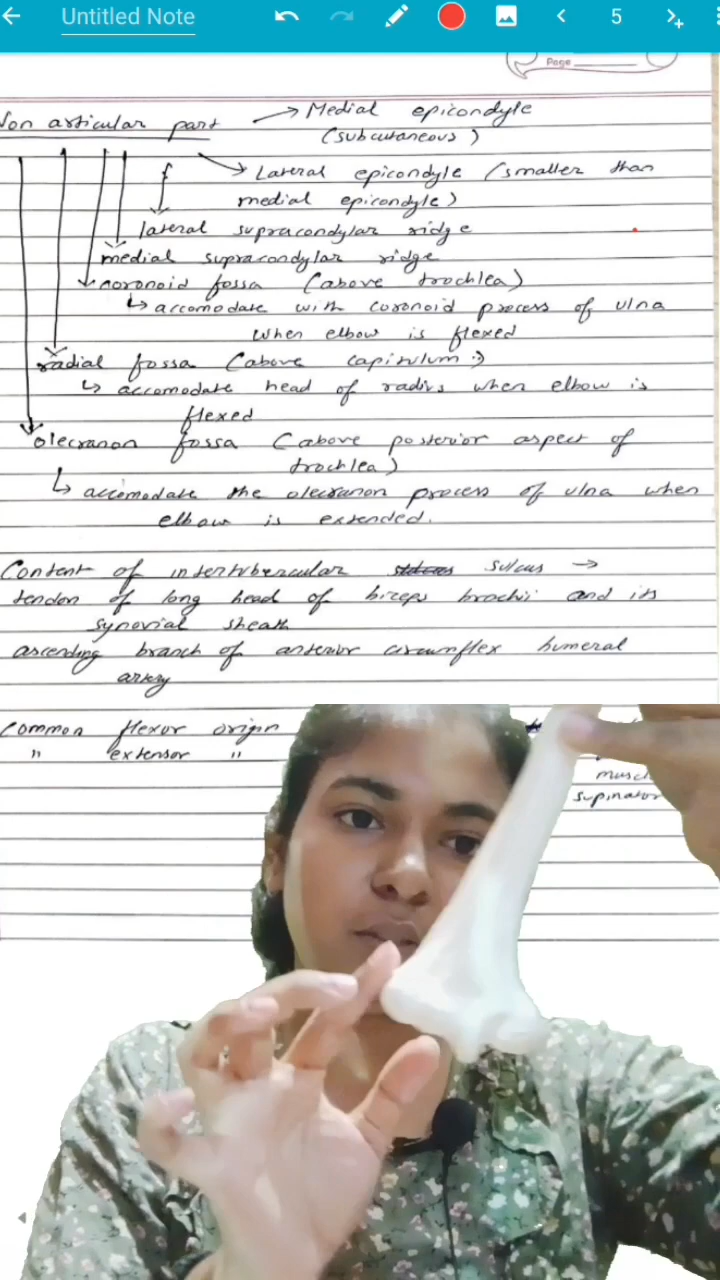 Untitled Note
5
Page
Non articular part → Medial epicondyle
(subcutaneous)
→ Lateral epicondyle (smaller than
medial epicondyle)
lateral supracondylar ridge
medial supracondylar ridge
coronoid fossa (above trochlea)
↳ accomodate with coronoid process of ulna
when elbow is flexed
radial fossa (above capitulum)
↳ accomodate head of radius when elbow is
flexed
olecranon fossa (above posterior aspect of
trochlea)
↳ accomodate the olecranon process of ulna when
elbow is extended.
Content of intertubercular sulcus →
tendon of long head of biceps brachii and its
synovial sheath
ascending branch of anterior circumflex humeral
artery
Common flexor origin
" extensor "
supinator